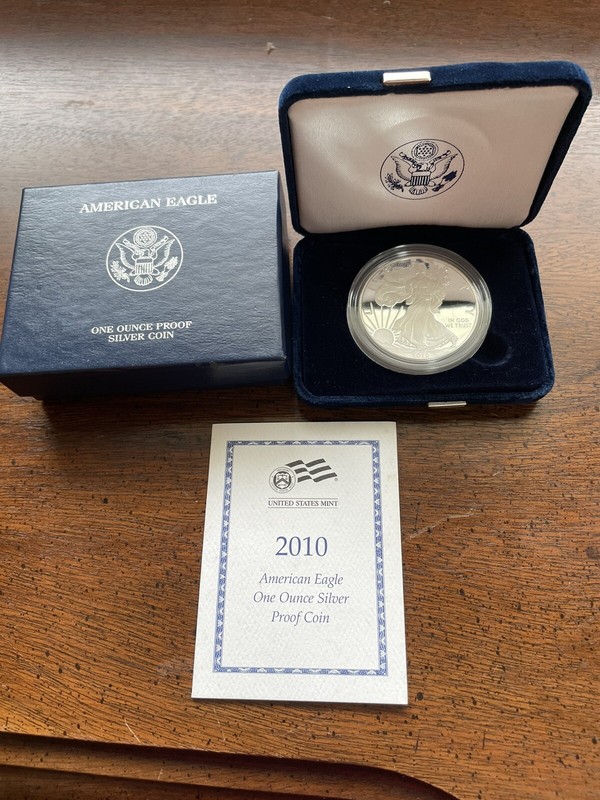 AMERICAN EAGLE
ONE OUNCE PROOF
SILVER COIN
IN GOD
WE TRUST
UNITED STATES MINT
2010
American Eagle
One Ounce Silver
Proof Coin